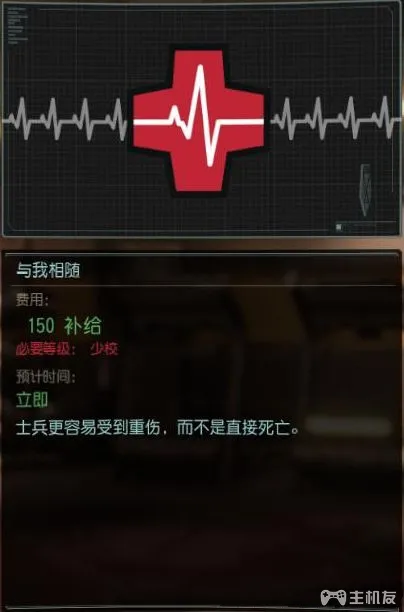 与我相随
费用：
150 补给
必要等级： 少校
预计时间：
立即
士兵更容易受到重伤，而不是直接死亡。
主机友